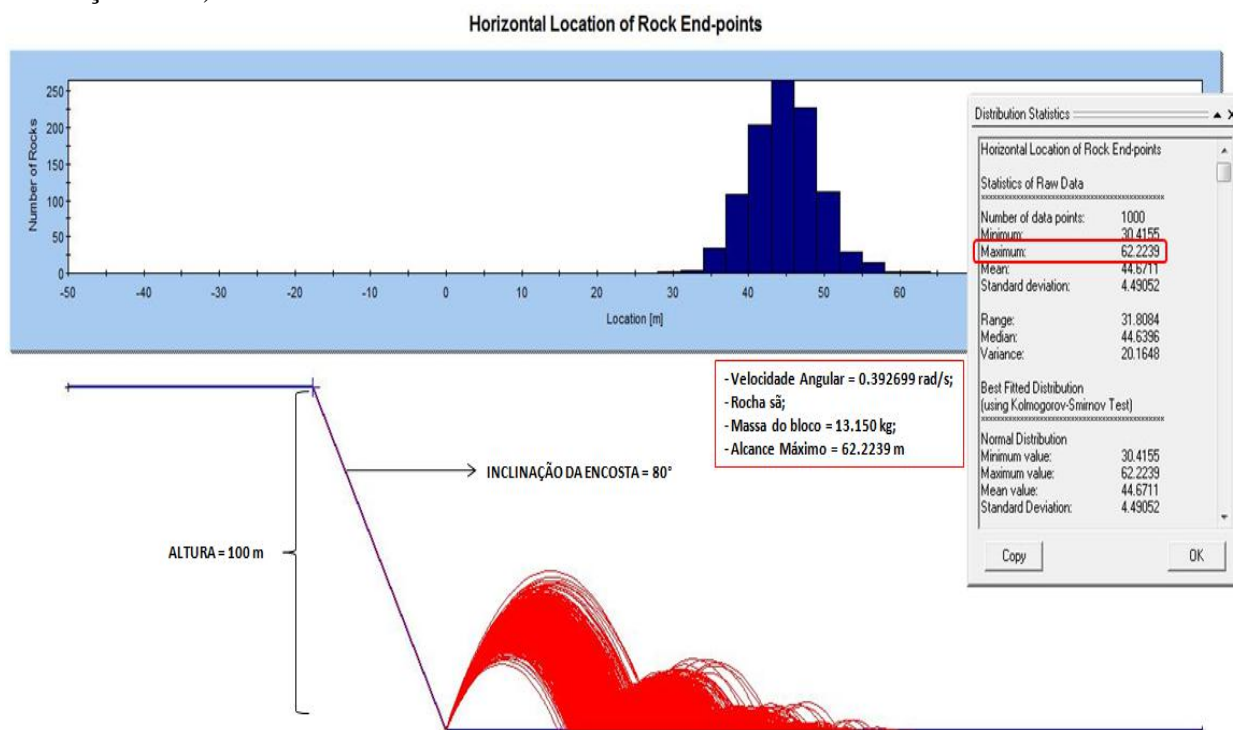 Horizontal Location of Rock End-points
Number of Rocks
250
200
150
100
50
0
-50 -40 -30 -20 -10 0 10 20 30 40 50 60
Location [m]
Distribution Statistics
Horizontal Location of Rock End-points
Statistics of Raw Data
Number of data points: 1000
Minimum: 30.4155
Maximum: 62.2239
Mean: 44.6711
Standard deviation: 4.49052
Range: 31.8084
Median: 44.6396
Variance: 20.1648
Best Fitted Distribution
(using Kolmogorov-Smirnov Test)
Normal Distribution
Minimum value: 30.4155
Maximum value: 62.2239
Mean value: 44.6711
Standard Deviation: 4.49052
Copy OK
- Velocidade Angular = 0.392699 rad/s;
- Rocha sã;
- Massa do bloco = 13.150 kg;
- Alcance Máximo = 62.2239 m
INCLINAÇÃO DA ENCOSTA = 80°
ALTURA = 100 m